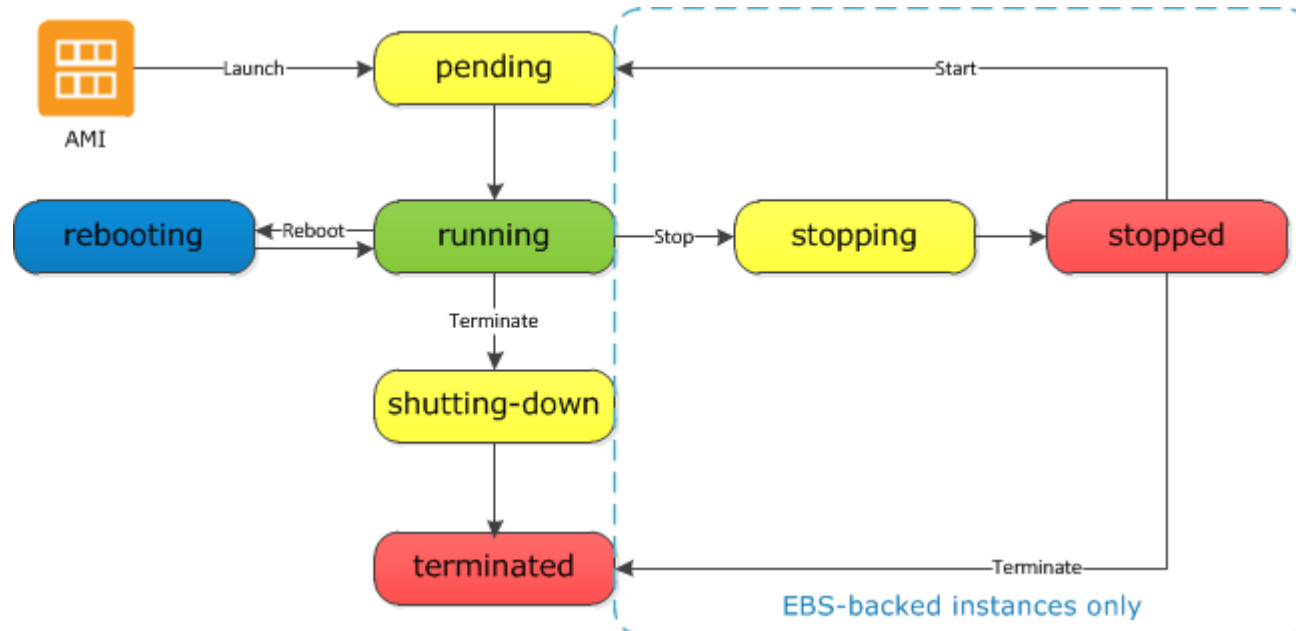 Launch
pending
Start
AMI
rebooting
Reboot
running
Stop
stopping
stopped
Terminate
shutting-down
terminated
Terminate
EBS-backed instances only